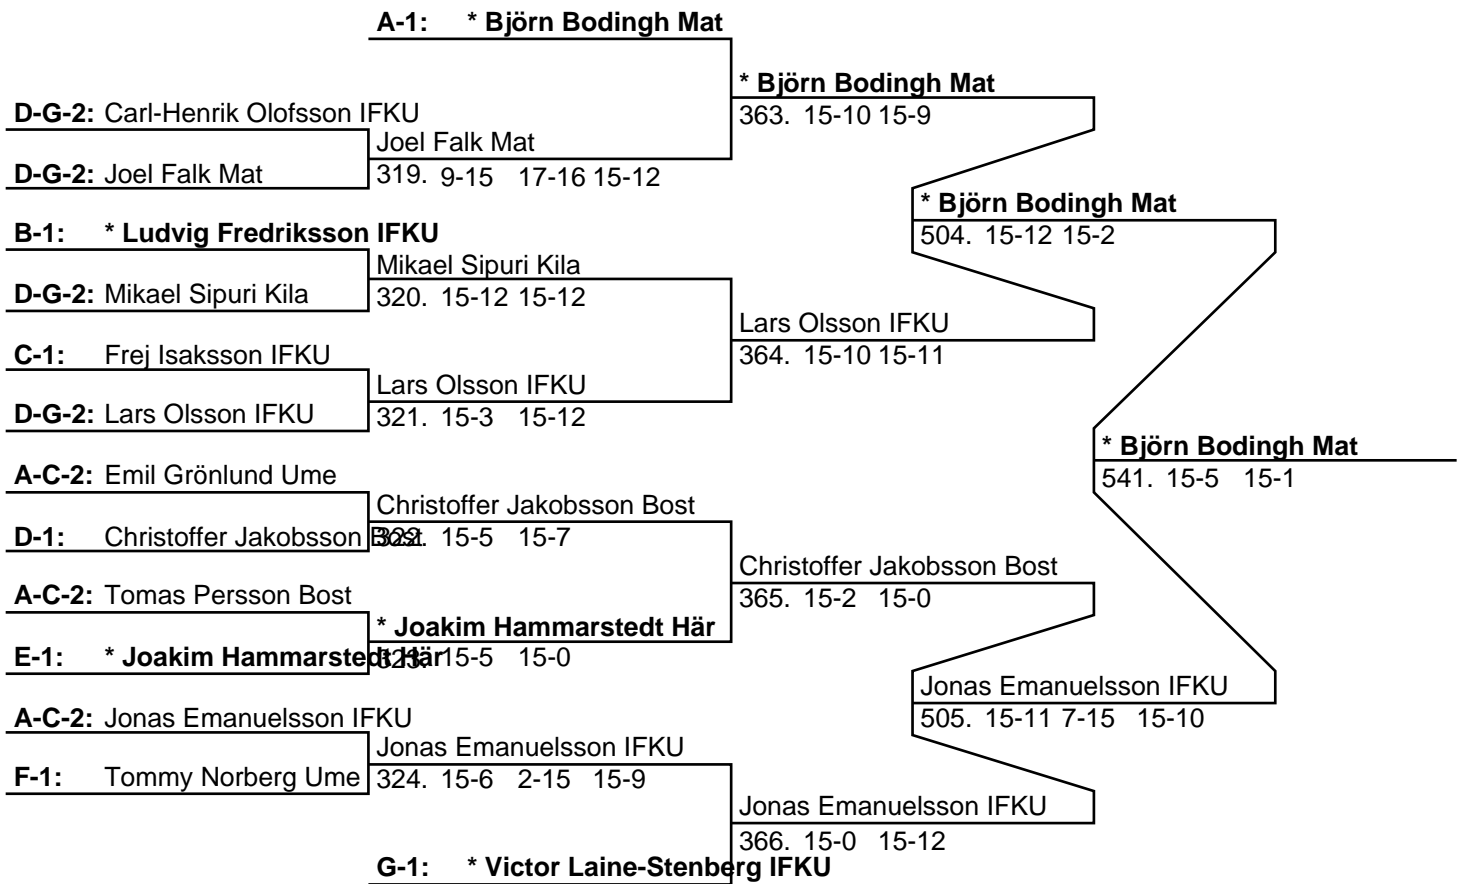 A-1: * Björn Bodingh Mat
* Björn Bodingh Mat
363. 15-10 15-9
D-G-2: Carl-Henrik Olofsson IFKU
Joel Falk Mat
319. 9-15 17-16 15-12
D-G-2: Joel Falk Mat
* Björn Bodingh Mat
504. 15-12 15-2
B-1: * Ludvig Fredriksson IFKU
Mikael Sipuri Kila
320. 15-12 15-12
D-G-2: Mikael Sipuri Kila
Lars Olsson IFKU
364. 15-10 15-11
C-1: Frej Isaksson IFKU
Lars Olsson IFKU
321. 15-3 15-12
D-G-2: Lars Olsson IFKU
* Björn Bodingh Mat
541. 15-5 15-1
A-C-2: Emil Grönlund Ume
Christoffer Jakobsson Bost
322. 15-5 15-7
D-1: Christoffer Jakobsson Bost
Christoffer Jakobsson Bost
365. 15-2 15-0
A-C-2: Tomas Persson Bost
* Joakim Hammarstedt Här
323. 15-5 15-0
E-1: * Joakim Hammarstedt Här
Jonas Emanuelsson IFKU
505. 15-11 7-15 15-10
A-C-2: Jonas Emanuelsson IFKU
Jonas Emanuelsson IFKU
324. 15-6 2-15 15-9
F-1: Tommy Norberg Ume
Jonas Emanuelsson IFKU
366. 15-0 15-12
G-1: * Victor Laine-Stenberg IFKU